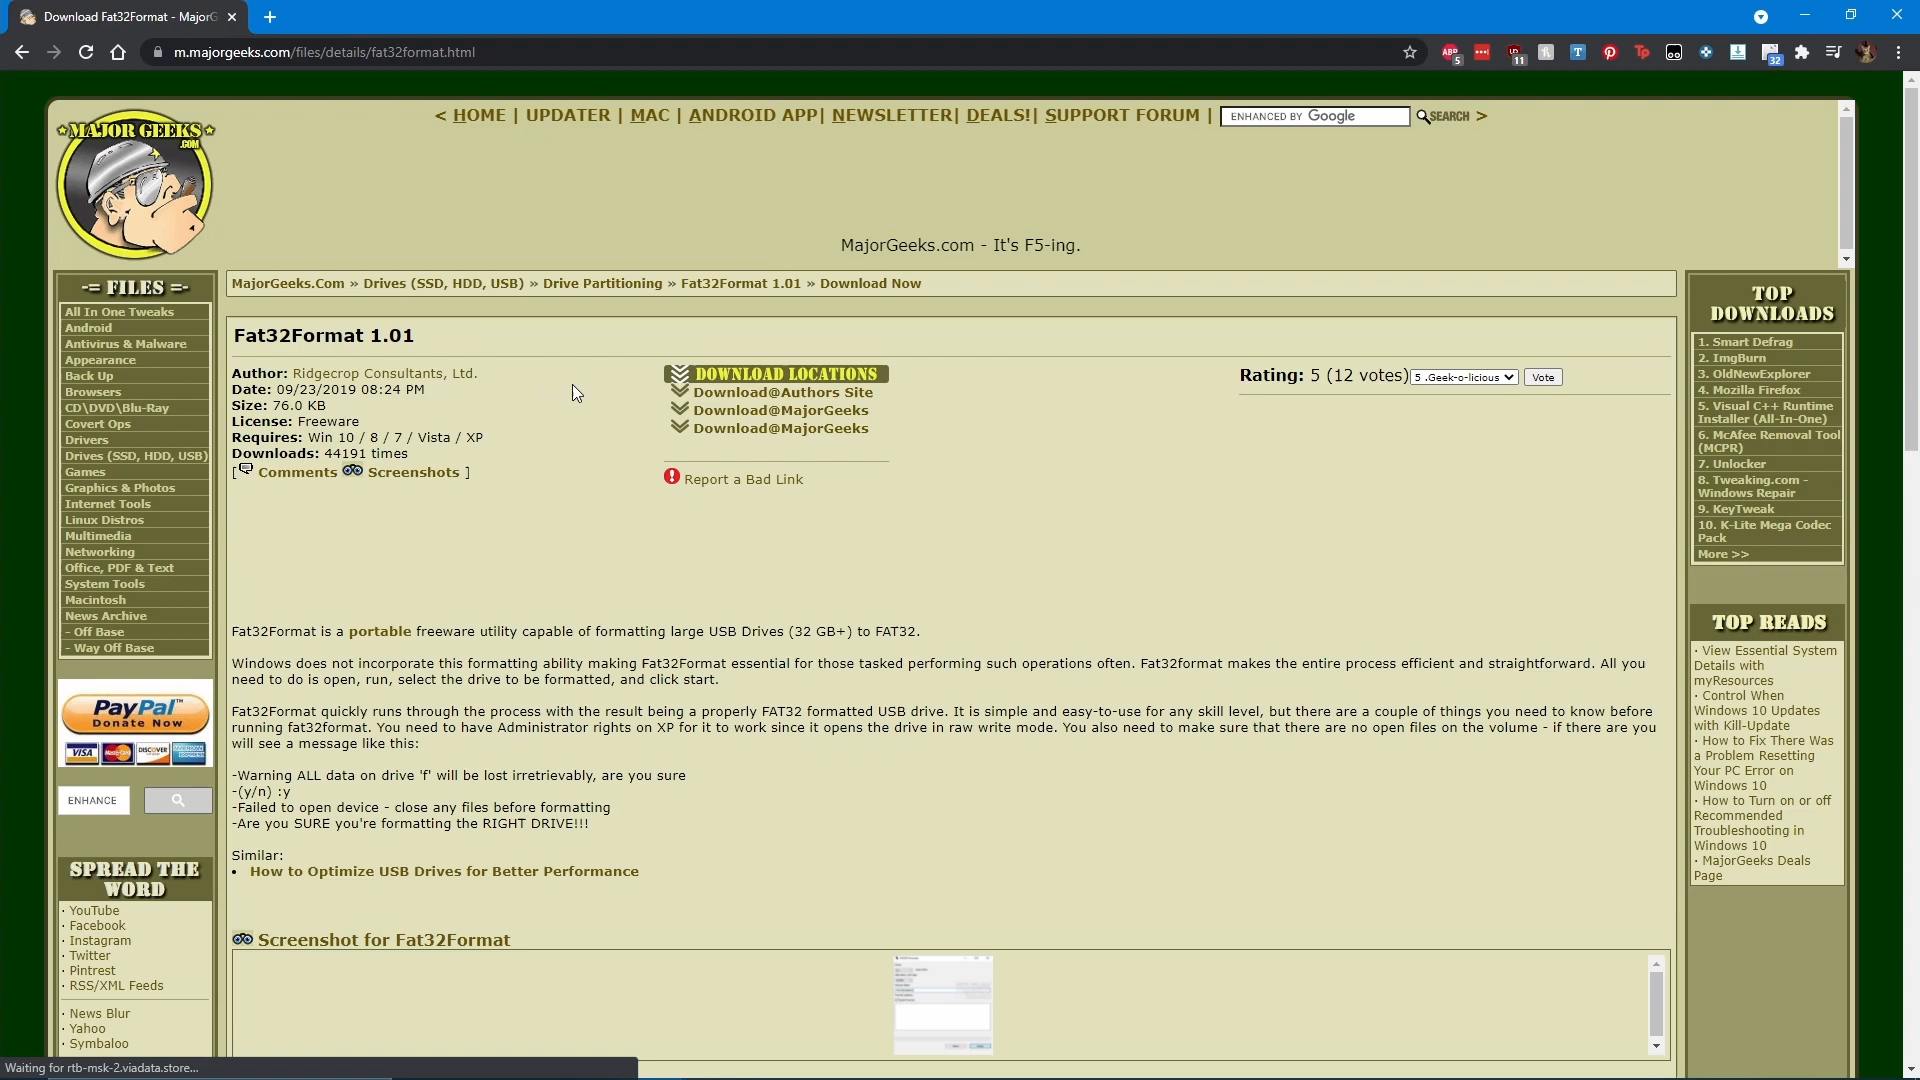 Download Fat32Format - MajorG
m.majorgeeks.com/files/details/fat32format.html
5
11
32
MAJOR GEEKS
.COM
< HOME | UPDATER | MAC | ANDROID APP| NEWSLETTER| DEALS!| SUPPORT FORUM | ENHANCED BY Google SEARCH >
MajorGeeks.com - It's F5-ing.
-= FILES =-
All In One Tweaks
Android
Antivirus & Malware
Appearance
Back Up
Browsers
CD\DVD\Blu-Ray
Covert Ops
Drivers
Drives (SSD, HDD, USB)
Games
Graphics & Photos
Internet Tools
Linux Distros
Multimedia
Networking
Office, PDF & Text
System Tools
Macintosh
News Archive
- Off Base
- Way Off Base
PayPal™
Donate Now
VISA MasterCard DISCOVER
ENHANCE
SPREAD THE
WORD
· YouTube
· Facebook
· Instagram
· Twitter
· Pintrest
· RSS/XML Feeds
· News Blur
· Yahoo
· Symbaloo
MajorGeeks.Com » Drives (SSD, HDD, USB) » Drive Partitioning » Fat32Format 1.01 » Download Now
Fat32Format 1.01
Author: Ridgecrop Consultants, Ltd.
Date: 09/23/2019 08:24 PM
Size: 76.0 KB
License: Freeware
Requires: Win 10 / 8 / 7 / Vista / XP
Downloads: 44191 times
[ Comments Screenshots ]
DOWNLOAD LOCATIONS
Download@Authors Site
Download@MajorGeeks
Download@MajorGeeks
Report a Bad Link
Rating: 5 (12 votes) 5 .Geek-o-licious Vote
Fat32Format is a portable freeware utility capable of formatting large USB Drives (32 GB+) to FAT32.
Windows does not incorporate this formatting ability making Fat32Format essential for those tasked performing such operations often. Fat32format makes the entire process efficient and straightforward. All you
need to do is open, run, select the drive to be formatted, and click start.
Fat32Format quickly runs through the process with the result being a properly FAT32 formatted USB drive. It is simple and easy-to-use for any skill level, but there are a couple of things you need to know before
running fat32format. You need to have Administrator rights on XP for it to work since it opens the drive in raw write mode. You also need to make sure that there are no open files on the volume - if there are you
will see a message like this:
-Warning ALL data on drive 'f' will be lost irretrievably, are you sure
-(y/n) :y
-Failed to open device - close any files before formatting
-Are you SURE you're formatting the RIGHT DRIVE!!!
Similar:
• How to Optimize USB Drives for Better Performance
Screenshot for Fat32Format
TOP
DOWNLOADS
1. Smart Defrag
2. ImgBurn
3. OldNewExplorer
4. Mozilla Firefox
5. Visual C++ Runtime
Installer (All-In-One)
6. McAfee Removal Tool
(MCPR)
7. Unlocker
8. Tweaking.com -
Windows Repair
9. KeyTweak
10. K-Lite Mega Codec
Pack
More >>
TOP READS
· View Essential System
Details with
myResources
· Control When
Windows 10 Updates
with Kill-Update
· How to Fix There Was
a Problem Resetting
Your PC Error on
Windows 10
· How to Turn on or off
Recommended
Troubleshooting in
Windows 10
· MajorGeeks Deals
Page
Waiting for rtb-msk-2.viadata.store...